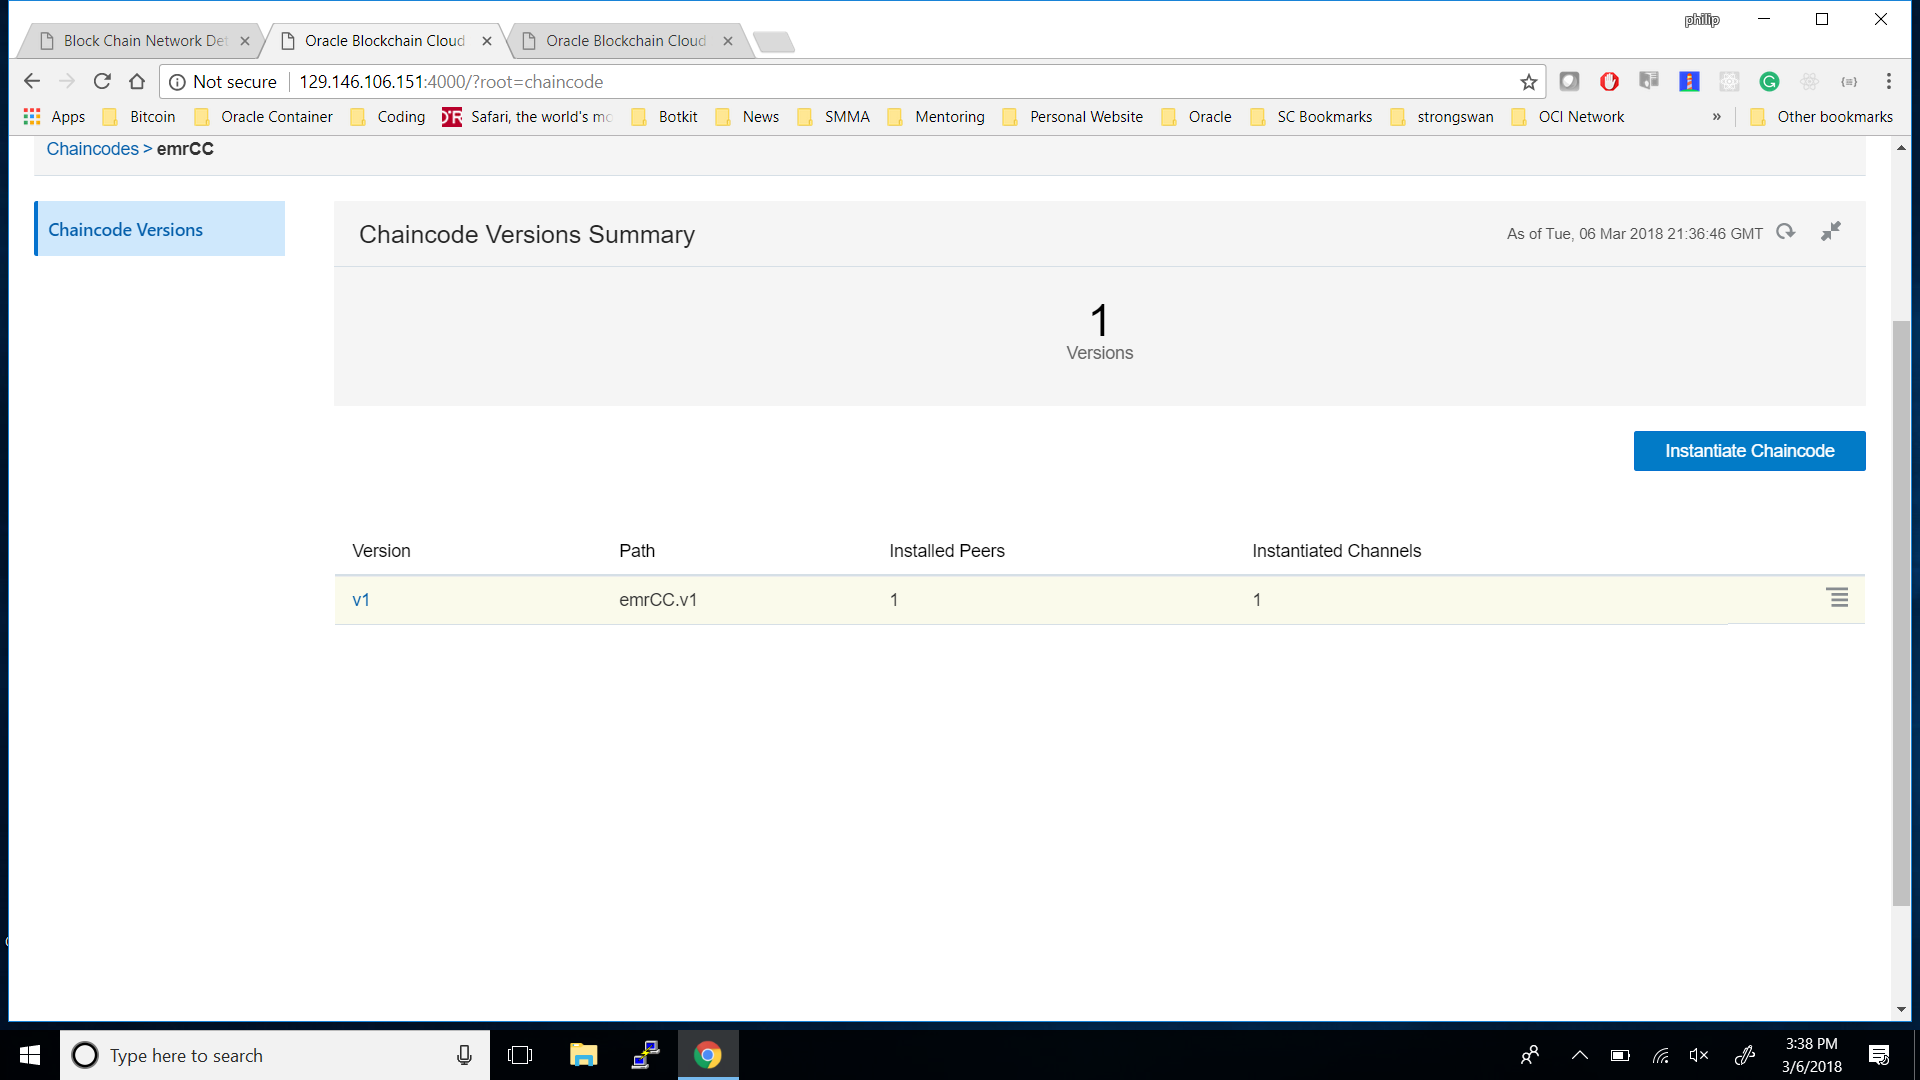 philip
Block Chain Network Det
Oracle Blockchain Cloud
Oracle Blockchain Cloud
Not secure 129.146.106.151:4000/?root=chaincode
Apps Bitcoin Oracle Container Coding Safari, the world's mo Botkit News SMMA Mentoring Personal Website Oracle SC Bookmarks strongswan OCI Network » Other bookmarks
Chaincodes > emrCC
Chaincode Versions
Chaincode Versions Summary
As of Tue, 06 Mar 2018 21:36:46 GMT
1
Versions
Instantiate Chaincode
Version Path Installed Peers Instantiated Channels
v1 emrCC.v1 1 1
Type here to search
3:38 PM
3/6/2018